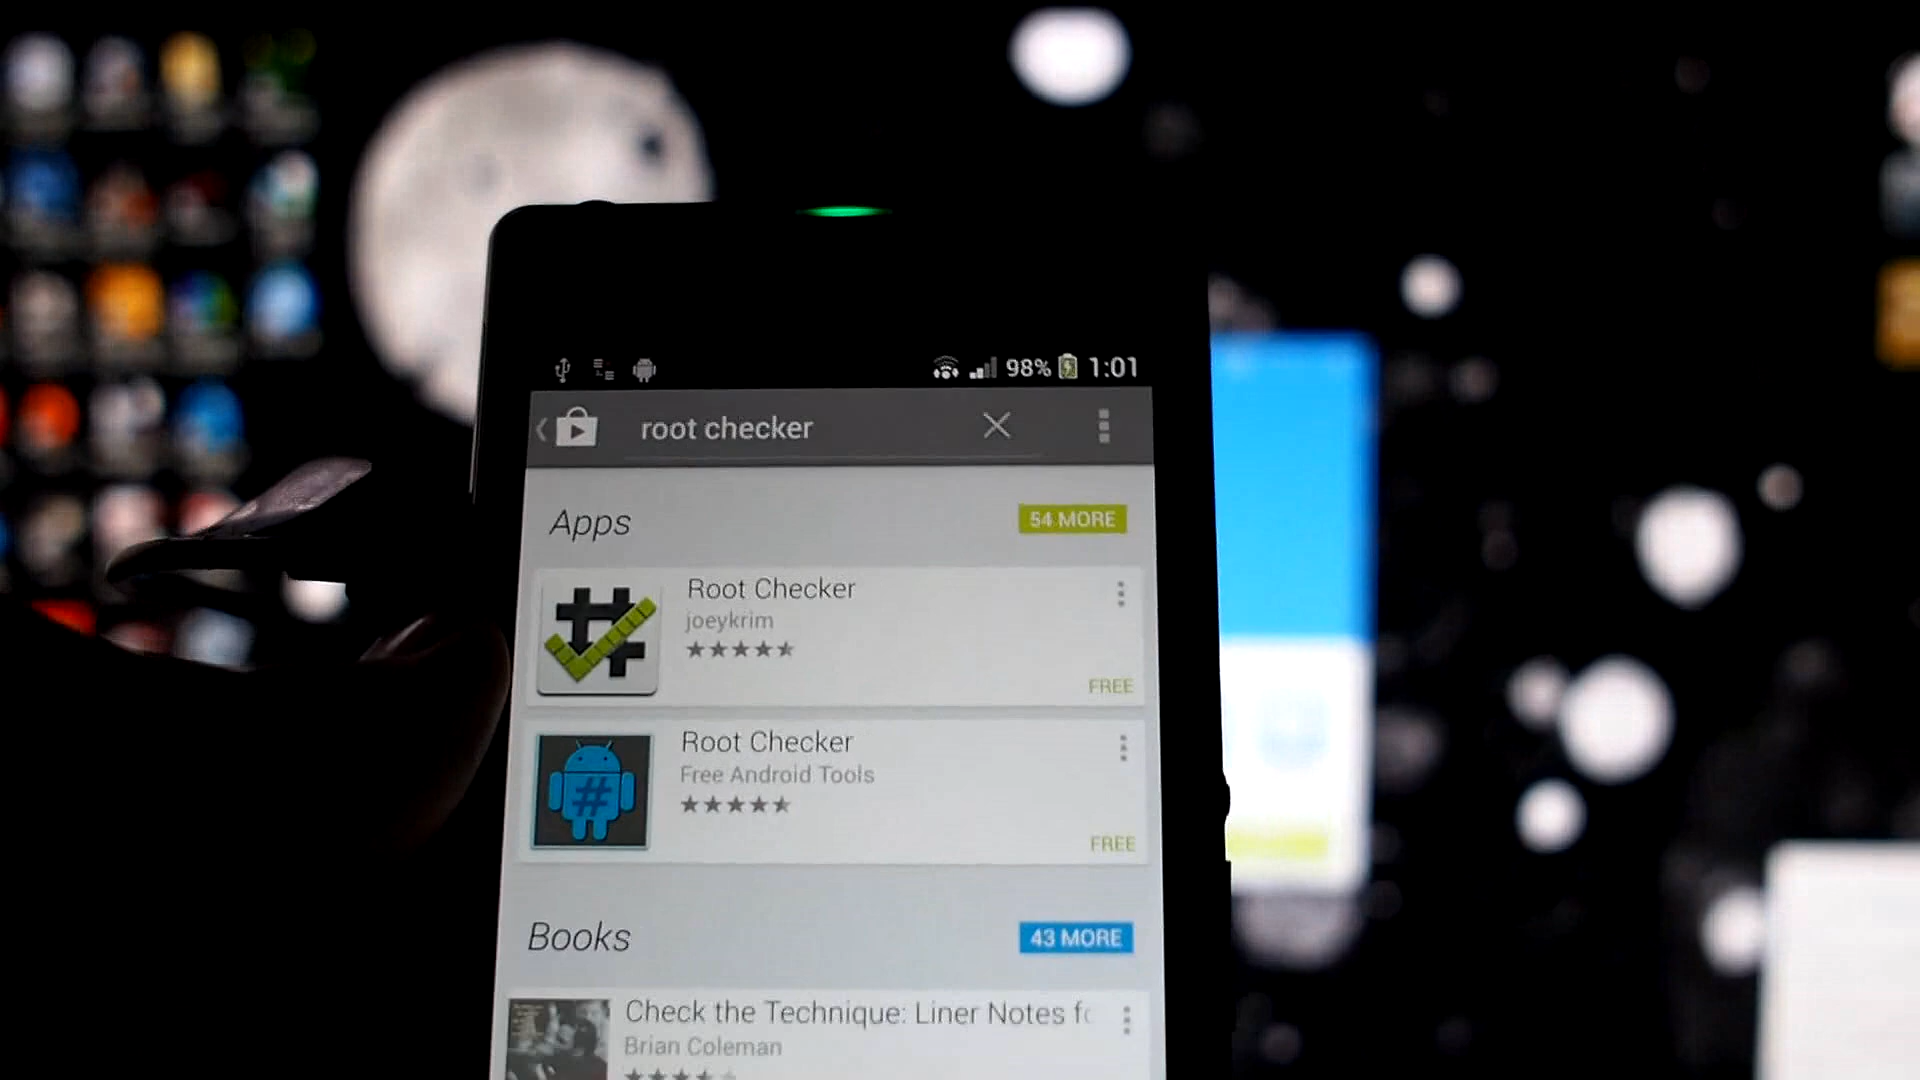 98% 1:01
root checker
Apps
54 MORE
Root Checker
joeykrim
FREE
Root Checker
Free Android Tools
FREE
Books
43 MORE
Check the Technique: Liner Notes fo
Brian Coleman